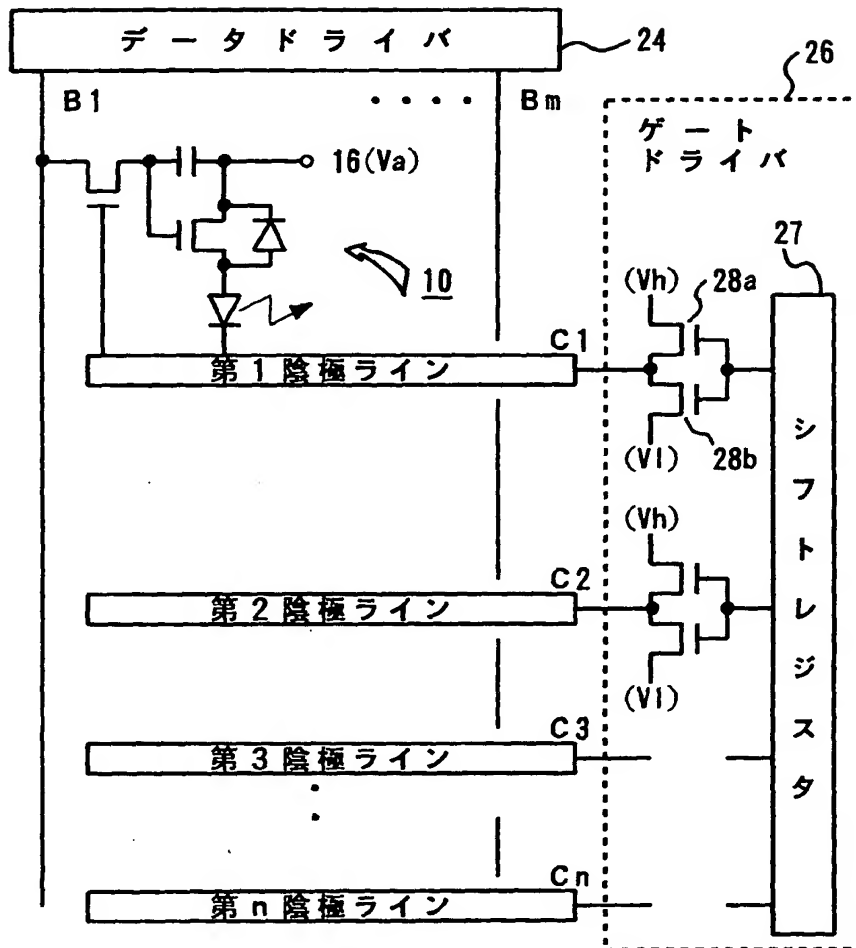 データドライバ
24
26
B1
・・・・
Bm
ゲート
ドライバ
16(Va)
27
10
(Vh)
28a
C1
第1陰極ライン
(Vl)
28b
シフトレジスタ
(Vh)
C2
第2陰極ライン
(Vl)
C3
第3陰極ライン
Cn
第n陰極ライン